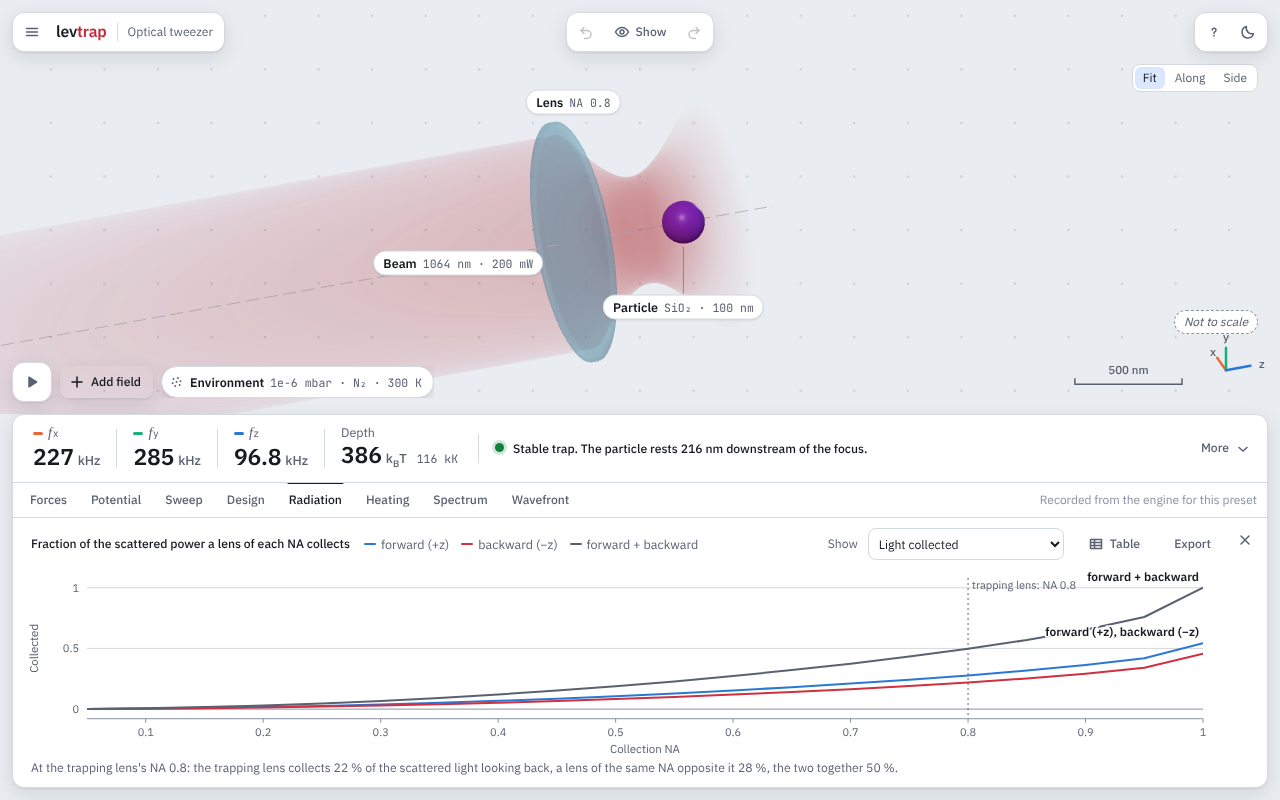 levtrap Optical tweezer
Show
?
Fit Along Side
Lens NA 0.8
Beam 1064 nm · 200 mW
Particle SiO₂ · 100 nm
Not to scale
y
x
z
500 nm
Add field
Environment 1e-6 mbar · N₂ · 300 K
fx
227 kHz
fy
285 kHz
fz
96.8 kHz
Depth
386 kBT 116 kK
Stable trap. The particle rests 216 nm downstream of the focus.
More
Forces Potential Sweep Design Radiation Heating Spectrum Wavefront
Recorded from the engine for this preset
Fraction of the scattered power a lens of each NA collects
forward (+z) backward (−z) forward + backward
Show Light collected Table Export
forward + backward
trapping lens: NA 0.8
forward (+z), backward (−z)
Collected
1
0.5
0
0.1 0.2 0.3 0.4 0.5 0.6 0.7 0.8 0.9 1
Collection NA
At the trapping lens's NA 0.8: the trapping lens collects 22 % of the scattered light looking back, a lens of the same NA opposite it 28 %, the two together 50 %.